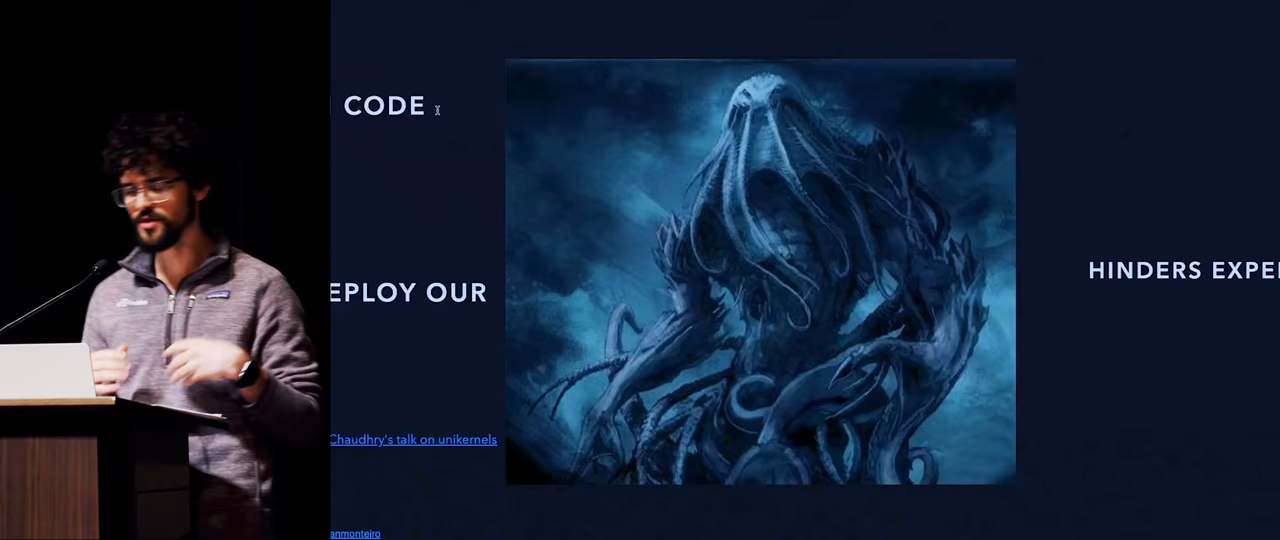 CODE
EPLOY OUR
HINDERS EXPE
Chaudhry's talk on unikernels
anmonteiro